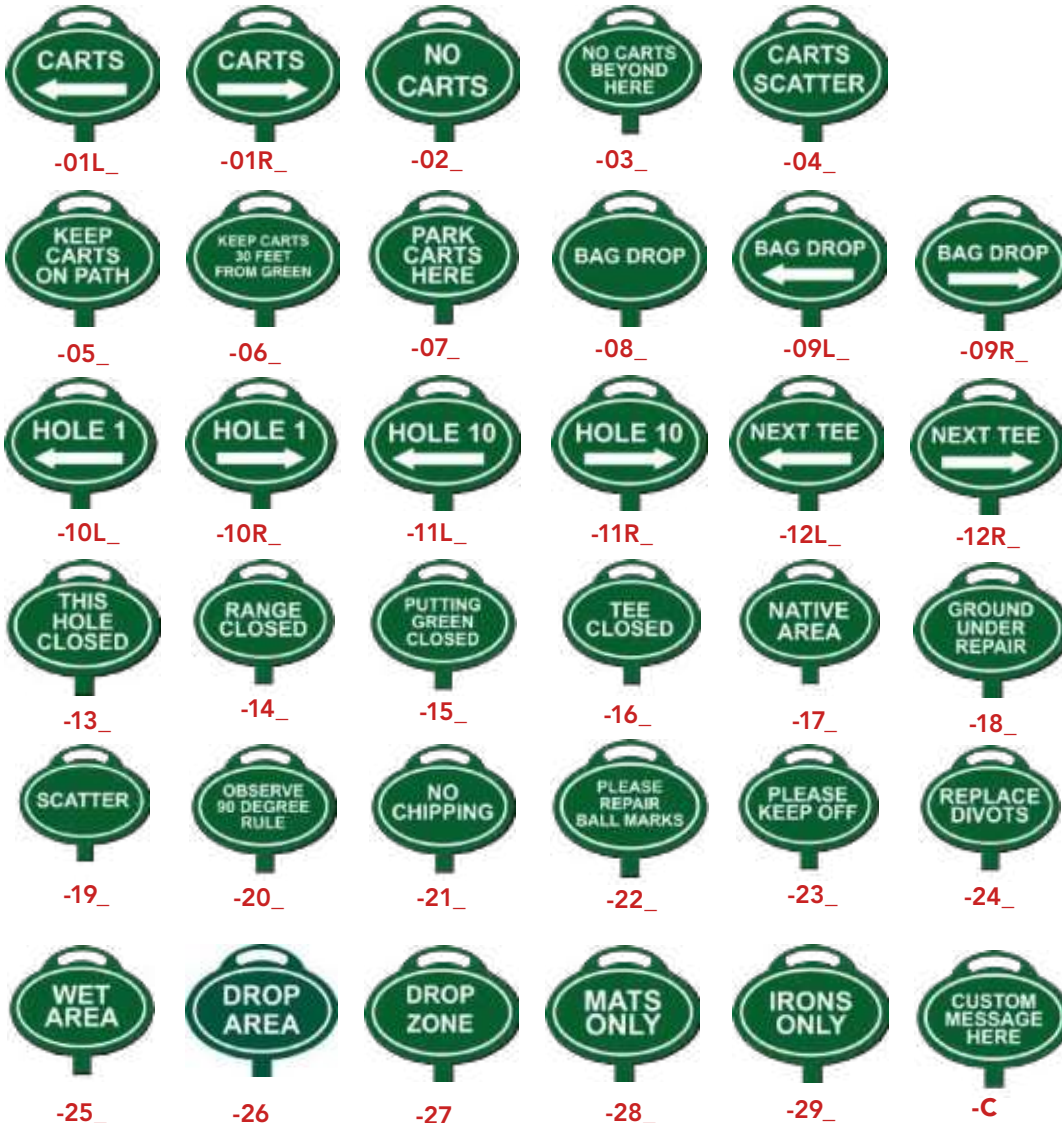 CARTS
-01L_
CARTS
-01R_
NO
CARTS
-02_
NO CARTS
BEYOND
HERE
-03_
CARTS
SCATTER
-04_
KEEP
CARTS
ON PATH
-05_
KEEP CARTS
30 FEET
FROM GREEN
-06_
PARK
CARTS
HERE
-07_
BAG DROP
-08_
BAG DROP
-09L_
BAG DROP
-09R_
HOLE 1
-10L_
HOLE 1
-10R_
HOLE 10
-11L_
HOLE 10
-11R_
NEXT TEE
-12L_
NEXT TEE
-12R_
THIS
HOLE
CLOSED
-13_
RANGE
CLOSED
-14_
PUTTING
GREEN
CLOSED
-15_
TEE
CLOSED
-16_
NATIVE
AREA
-17_
GROUND
UNDER
REPAIR
-18_
SCATTER
-19_
OBSERVE
90 DEGREE
RULE
-20_
NO
CHIPPING
-21_
PLEASE
REPAIR
BALL MARKS
-22_
PLEASE
KEEP OFF
-23_
REPLACE
DIVOTS
-24_
WET
AREA
-25_
DROP
AREA
-26
DROP
ZONE
-27
MATS
ONLY
-28_
IRONS
ONLY
-29_
CUSTOM
MESSAGE
HERE
-C